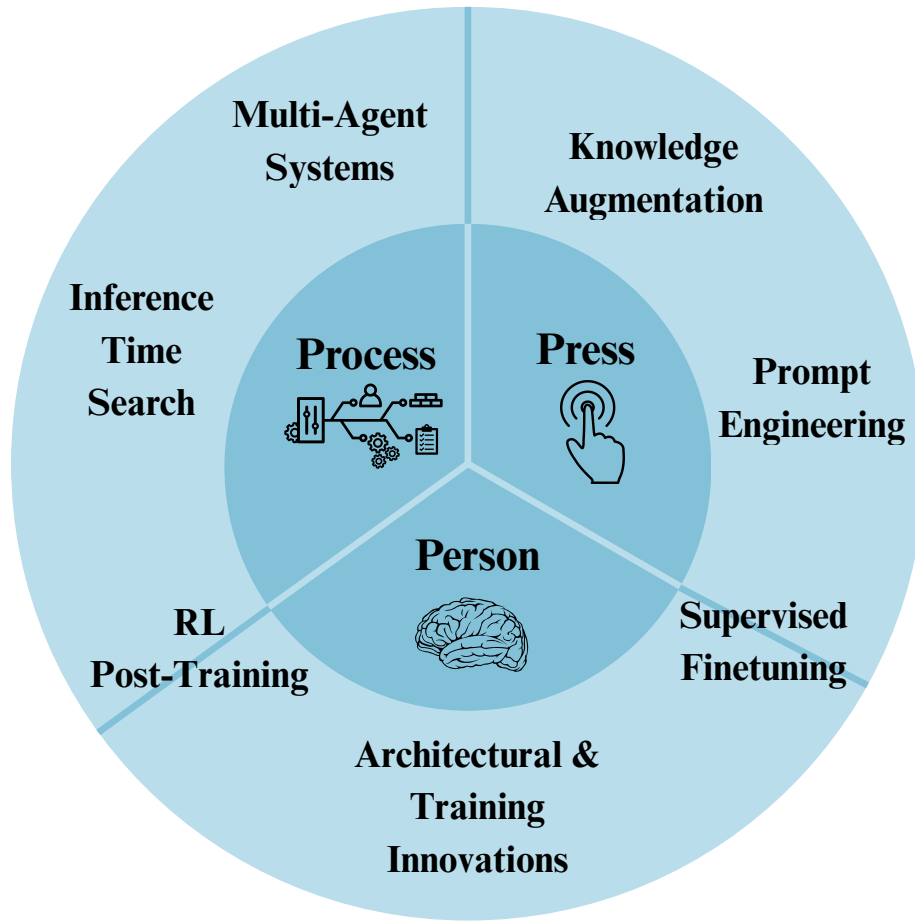 Multi-Agent
Systems
Knowledge
Augmentation
Inference
Time
Search
Process
Press
Prompt
Engineering
Person
RL
Post-Training
Supervised
Finetuning
Architectural &
Training
Innovations